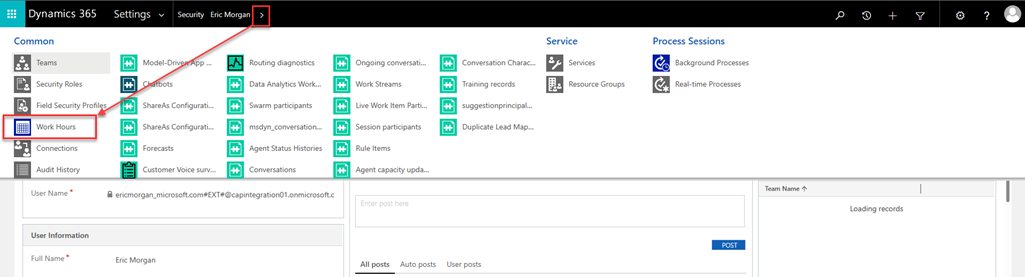 Dynamics 365 Settings Security Eric Morgan
Common Service Process Sessions
Teams Model-Driven App ... Routing diagnostics Ongoing conversati... Conversation Charac... Services Background Processes
Security Roles Chatbots Data Analytics Work... Work Streams Training records Resource Groups Real-time Processes
Field Security Profiles ShareAs Configurati... Swarm participants Live Work Item Parti... suggestionprincipal...
Work Hours ShareAs Configurati... msdyn_conversation... Session participants Duplicate Lead Map...
Connections Forecasts Agent Status Histories Rule Items
Audit History Customer Voice surv... Conversations Agent capacity upda...
User Name * ericmorgan_microsoft.com#EXT#@capintegration01.onmicrosoft.c
Enter post here
Team Name ↑
Loading records
User Information
POST
Full Name * Eric Morgan
All posts Auto posts User posts